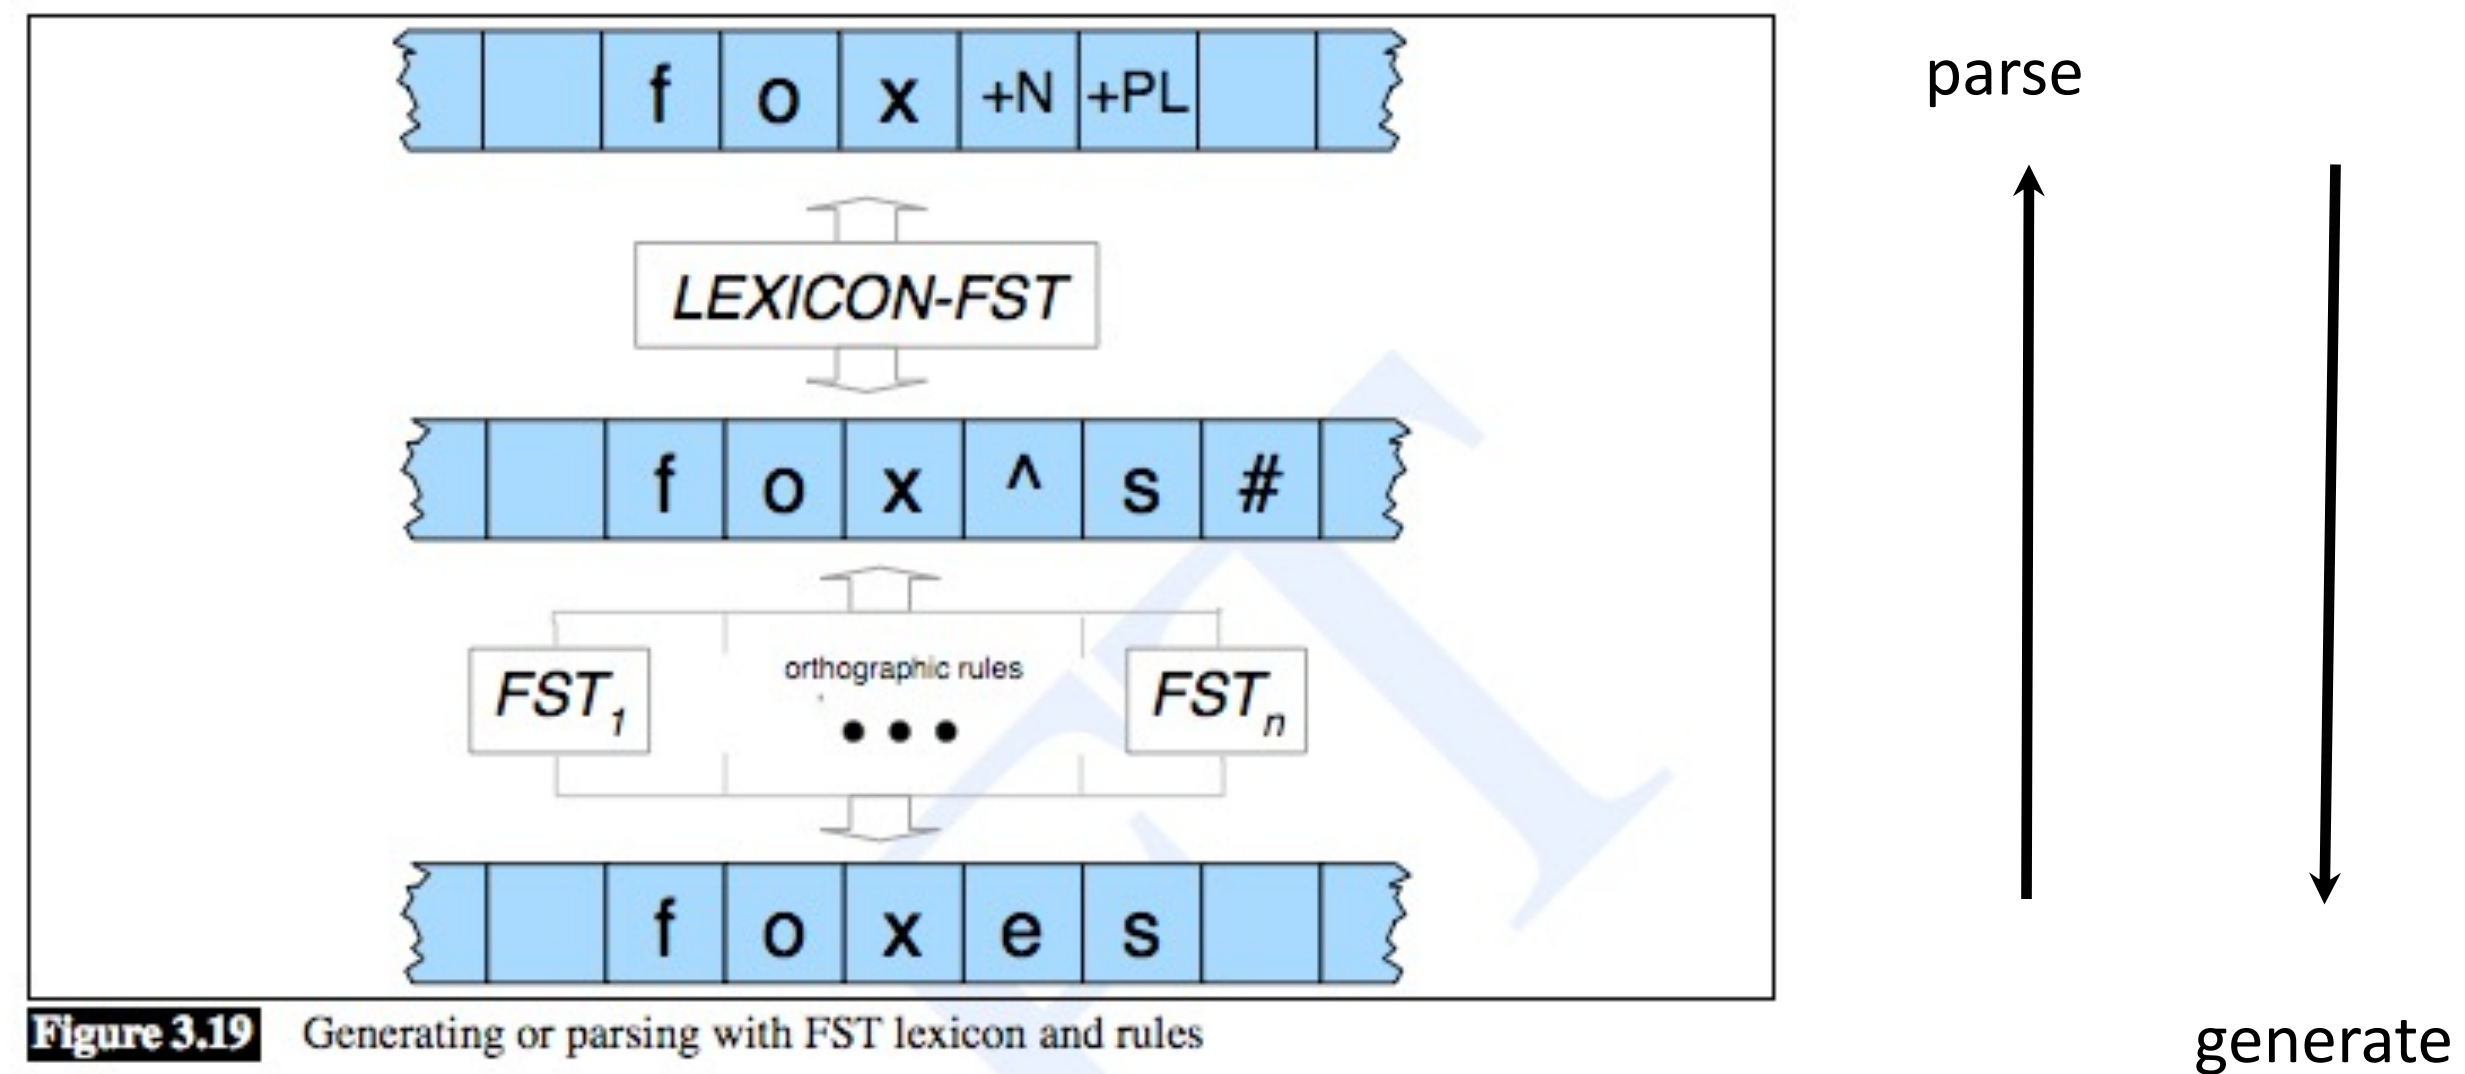 f o x +N +PL
parse
LEXICON-FST
f o x ^ s #
orthographic rules
FST1
• • •
FSTn
f o x e s
Figure 3.19 Generating or parsing with FST lexicon and rules
generate